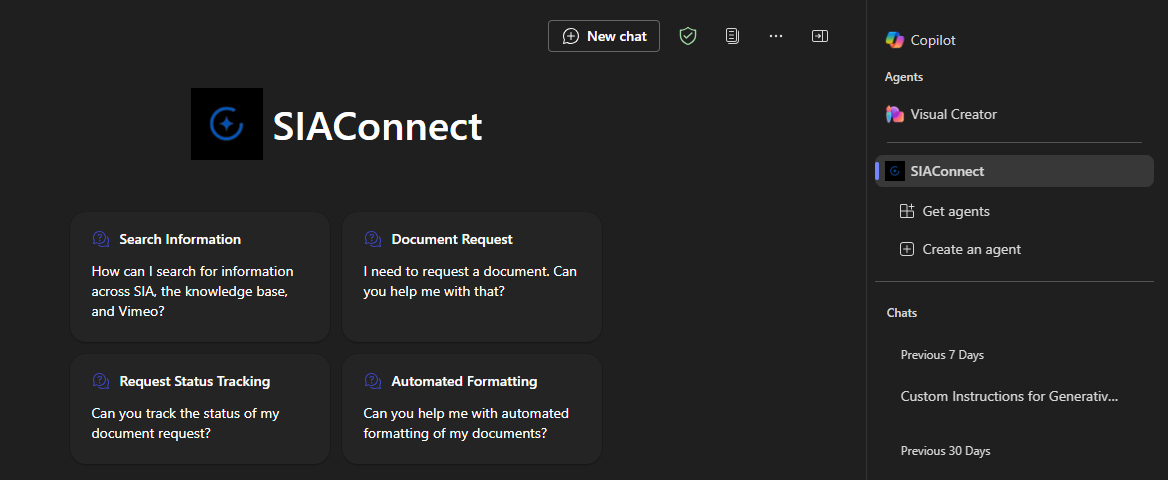 New chat
SIAConnect
Search Information
How can I search for information
across SIA, the knowledge base,
and Vimeo?
Document Request
I need to request a document. Can
you help me with that?
Request Status Tracking
Can you track the status of my
document request?
Automated Formatting
Can you help me with automated
formatting of my documents?
Copilot
Agents
Visual Creator
SIAConnect
Get agents
Create an agent
Chats
Previous 7 Days
Custom Instructions for Generativ...
Previous 30 Days